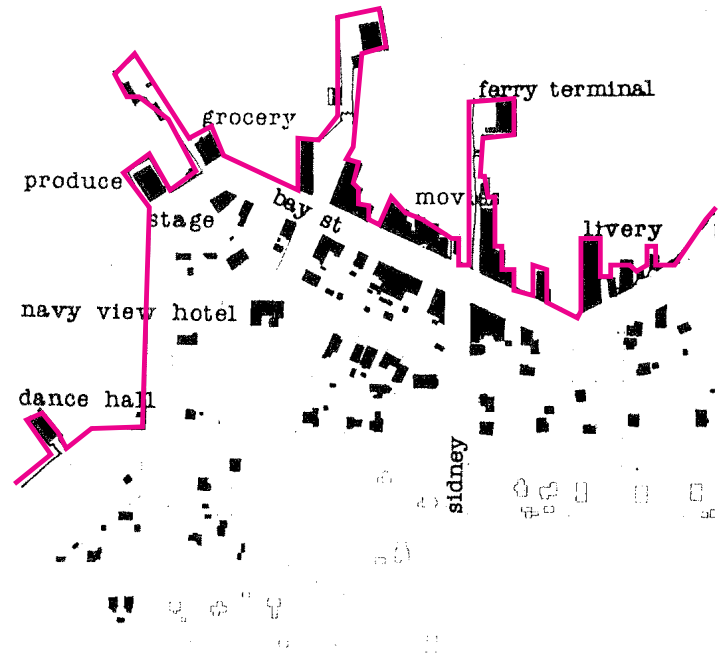 ferry terminal
grocery
produce
movies
bay st
stage
livery
navy view hotel
dance hall
sidney